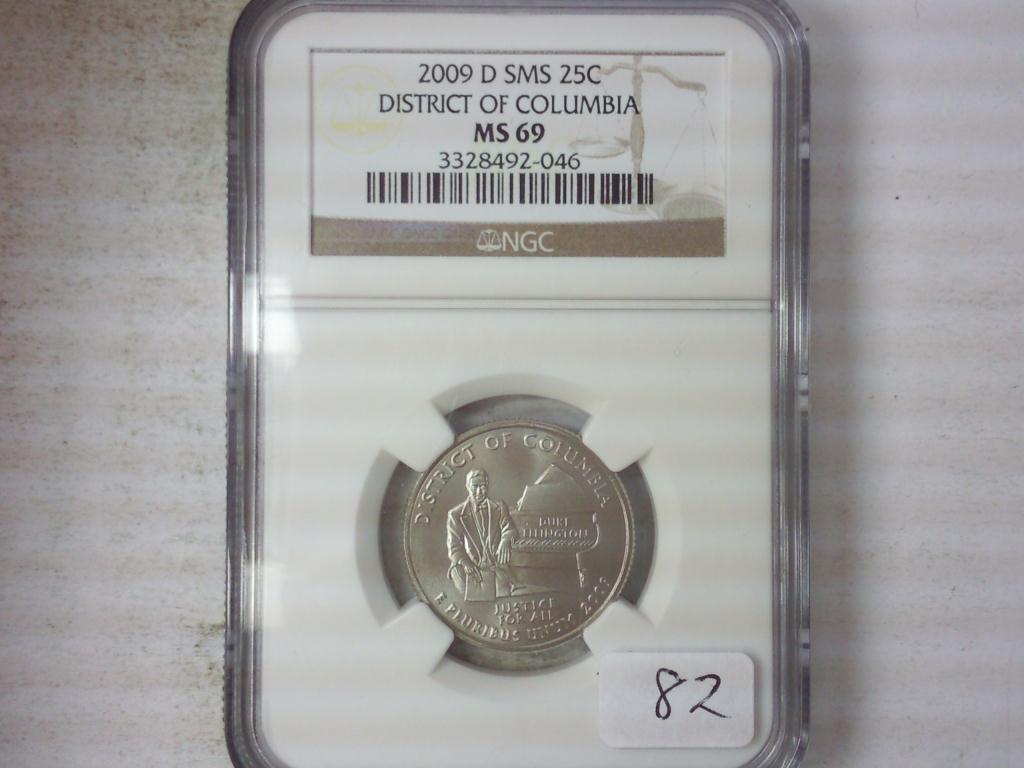 2009 D SMS 25C
DISTRICT OF COLUMBIA
MS 69
3328492-046
NGC
DISTRICT OF COLUMBIA
DUKE
ELLINGTON
JUSTICE
FOR ALL
E PLURIBUS UNUM 2009
82